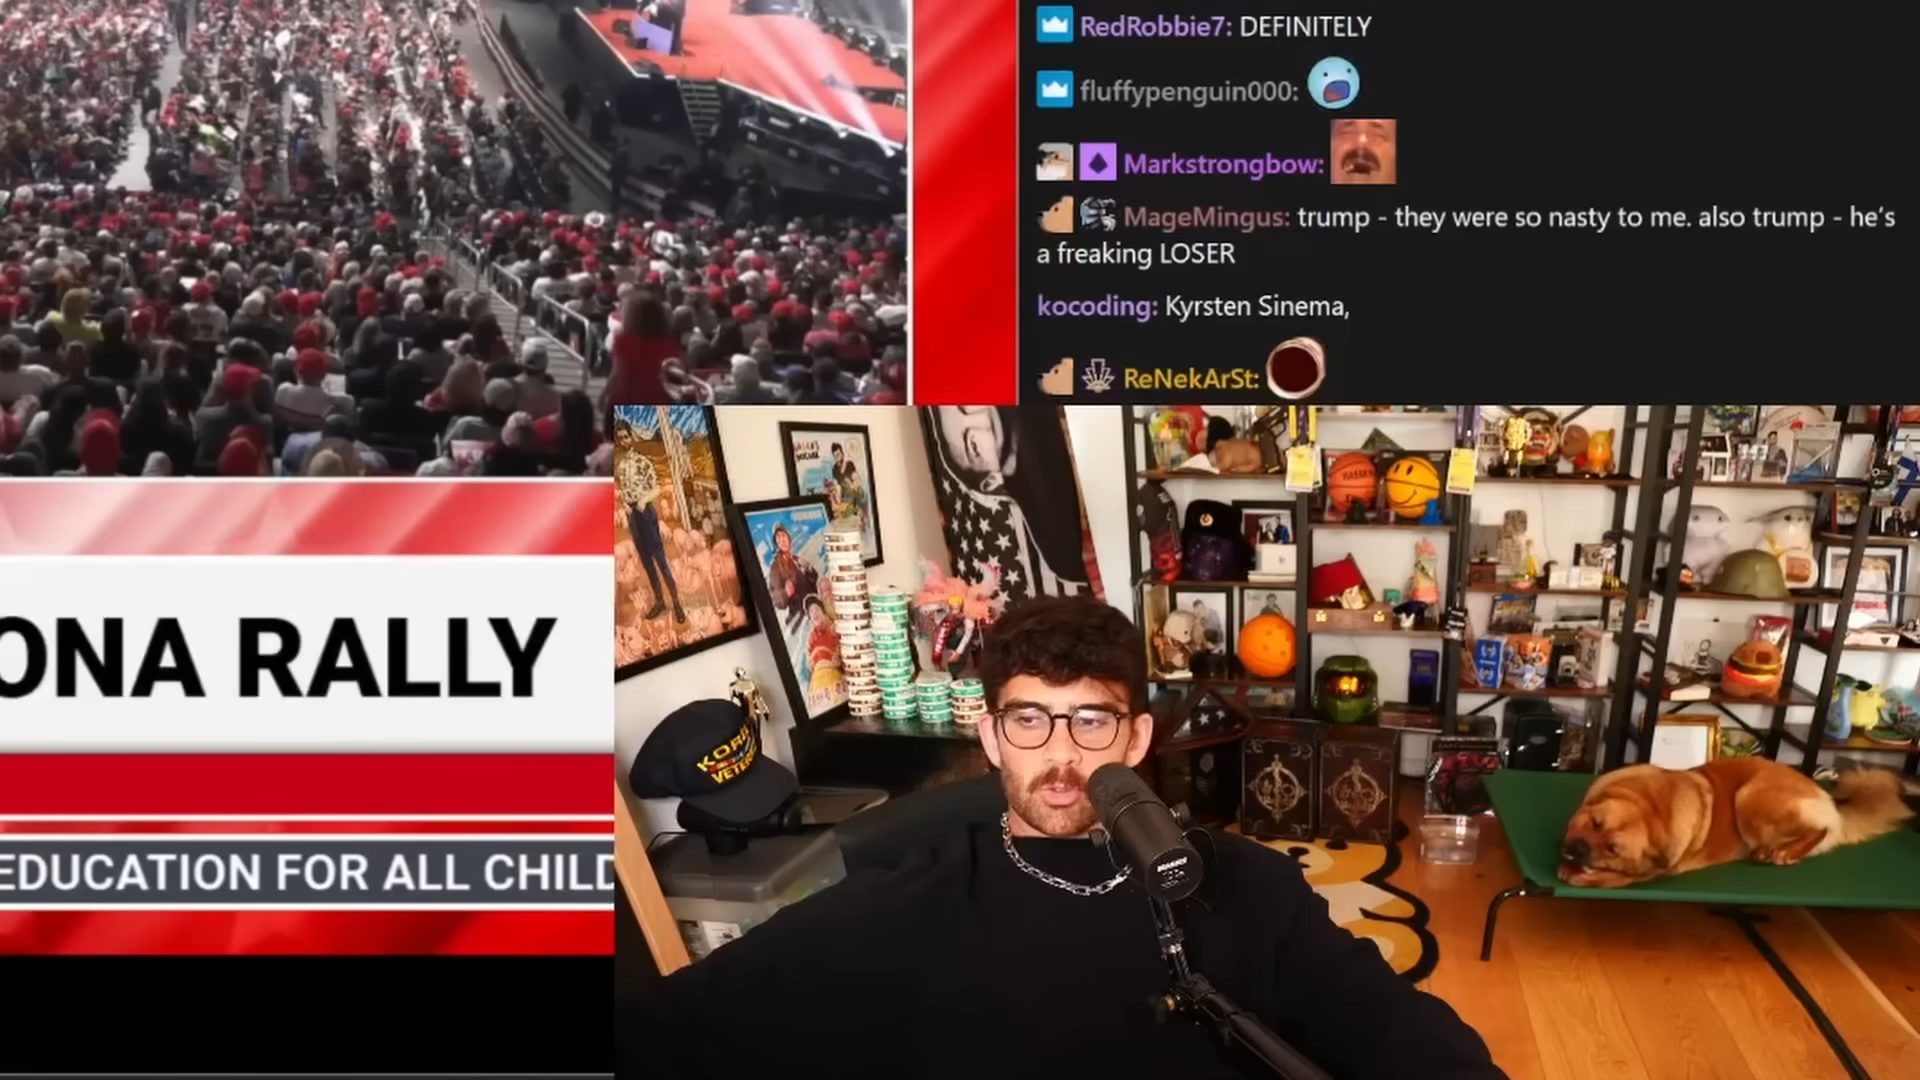 RedRobbie7: DEFINITELY
fluffypenguin000:
Markstrongbow:
MageMingus: trump - they were so nasty to me. also trump - he's
a freaking LOSER
kocoding: Kyrsten Sinema,
ReNekArSt:
ONA RALLY
EDUCATION FOR ALL CHILD